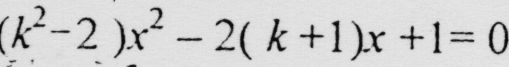 (k²-2 )x² - 2( k +1)x +1= 0